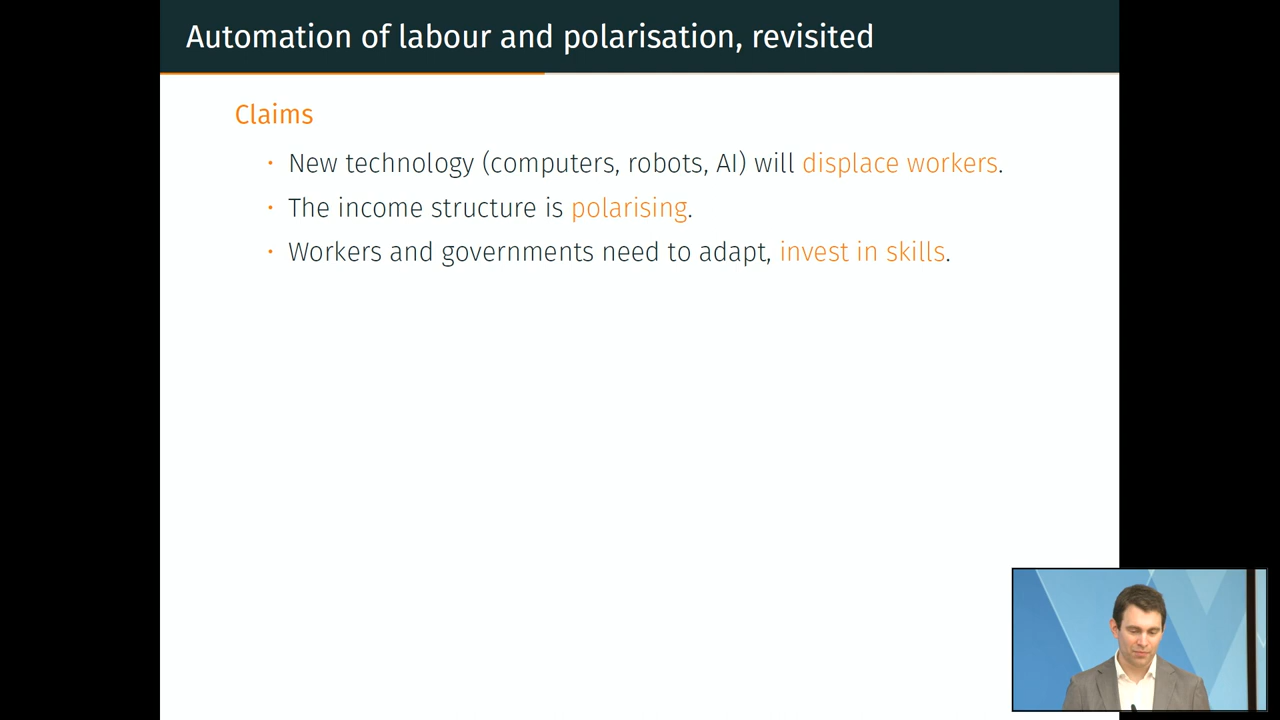 Automation of labour and polarisation, revisited
Claims
· New technology (computers, robots, AI) will displace workers.
· The income structure is polarising.
· Workers and governments need to adapt, invest in skills.